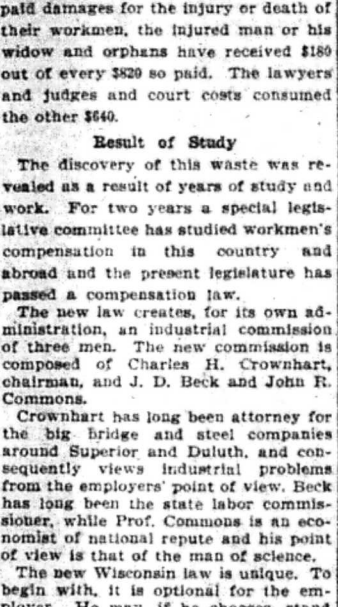 paid damages for the injury or death of
their workmen, the injured man or his
widow and orphans have received $180
out of every $820 so paid. The lawyers
and judges and court costs consumed
the other $640.
Result of Study
The discovery of this waste was re-
vealed as a result of years of study and
work. For two years a special legis-
lative committee has studied workmen's
compensation in this country and
abroad and the present legislature has
passed a compensation law.
The new law creates, for its own ad-
ministration, an industrial commission
of three men. The new commission is
composed of Charles H. Crownhart,
chairman, and J. D. Beck and John R.
Commons.
Crownhart has long been attorney for
the big bridge and steel companies
around Superior and Duluth, and con-
sequently views industrial problems
from the employers' point of view. Beck
has long been the state labor commis-
sioner, while Prof. Commons is an eco-
nomist of national repute and his point
of view is that of the man of science.
The new Wisconsin law is unique. To
begin with, it is optional for the em-